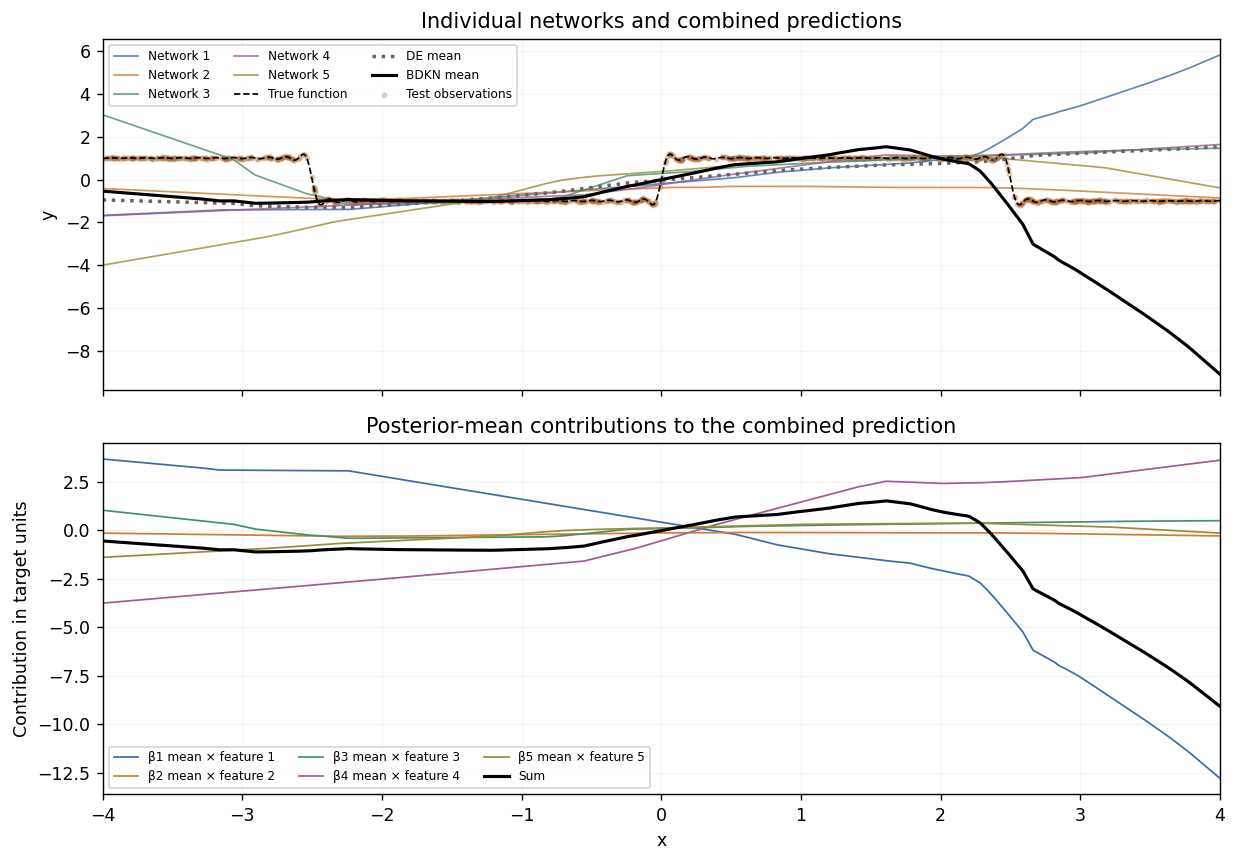 Individual networks and combined predictions
Network 1 Network 4 DE mean
Network 2 Network 5 BDKN mean
Network 3 True function Test observations
6
4
2
0
−2
−4
−6
−8
y
Posterior-mean contributions to the combined prediction
2.5
0.0
−2.5
−5.0
−7.5
−10.0
−12.5
Contribution in target units
β1 mean × feature 1 β3 mean × feature 3 β5 mean × feature 5
β2 mean × feature 2 β4 mean × feature 4 Sum
−4 −3 −2 −1 0 1 2 3 4
x